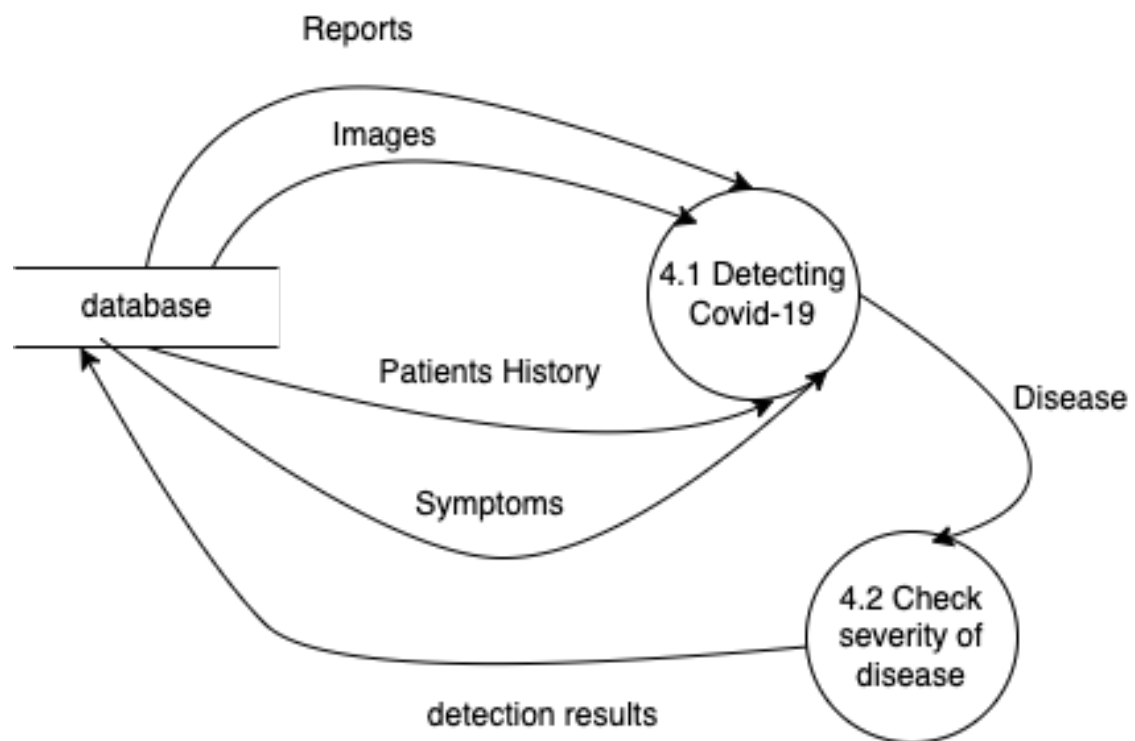 Reports
Images
4.1 Detecting
Covid-19
database
Patients History
Disease
Symptoms
4.2 Check
severity of
disease
detection results